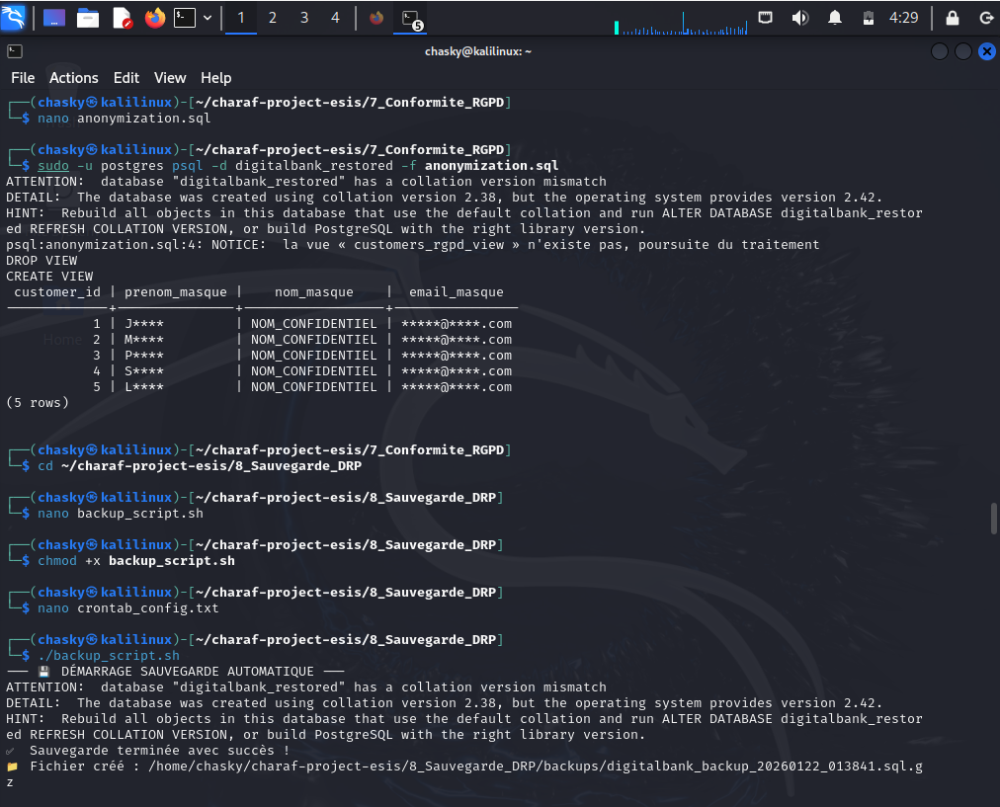 1 2 3 4 5 4:29
chasky@kalilinux: ~
File Actions Edit View Help
┌──(chasky㉿kalilinux)-[~/charaf-project-esis/7_Conformite_RGPD]
└─$ nano anonymization.sql
┌──(chasky㉿kalilinux)-[~/charaf-project-esis/7_Conformite_RGPD]
└─$ sudo -u postgres psql -d digitalbank_restored -f anonymization.sql
ATTENTION:  database "digitalbank_restored" has a collation version mismatch
DETAIL:  The database was created using collation version 2.38, but the operating system provides version 2.42.
HINT:  Rebuild all objects in this database that use the default collation and run ALTER DATABASE digitalbank_restor
ed REFRESH COLLATION VERSION, or build PostgreSQL with the right library version.
psql:anonymization.sql:4: NOTICE:  la vue « customers_rgpd_view » n'existe pas, poursuite du traitement
DROP VIEW
CREATE VIEW
 customer_id | prenom_masque |    nom_masque    |  email_masque
-------------+---------------+------------------+----------------
           1 | J****         | NOM_CONFIDENTIEL | *****@****.com
           2 | M****         | NOM_CONFIDENTIEL | *****@****.com
           3 | P****         | NOM_CONFIDENTIEL | *****@****.com
           4 | S****         | NOM_CONFIDENTIEL | *****@****.com
           5 | L****         | NOM_CONFIDENTIEL | *****@****.com
(5 rows)
Home
┌──(chasky㉿kalilinux)-[~/charaf-project-esis/7_Conformite_RGPD]
└─$ cd ~/charaf-project-esis/8_Sauvegarde_DRP
┌──(chasky㉿kalilinux)-[~/charaf-project-esis/8_Sauvegarde_DRP]
└─$ nano backup_script.sh
┌──(chasky㉿kalilinux)-[~/charaf-project-esis/8_Sauvegarde_DRP]
└─$ chmod +x backup_script.sh
┌──(chasky㉿kalilinux)-[~/charaf-project-esis/8_Sauvegarde_DRP]
└─$ nano crontab_config.txt
┌──(chasky㉿kalilinux)-[~/charaf-project-esis/8_Sauvegarde_DRP]
└─$ ./backup_script.sh
--- 💾 DÉMARRAGE SAUVEGARDE AUTOMATIQUE ---
ATTENTION:  database "digitalbank_restored" has a collation version mismatch
DETAIL:  The database was created using collation version 2.38, but the operating system provides version 2.42.
HINT:  Rebuild all objects in this database that use the default collation and run ALTER DATABASE digitalbank_restor
ed REFRESH COLLATION VERSION, or build PostgreSQL with the right library version.
✅ Sauvegarde terminée avec succès !
📁 Fichier créé : /home/chasky/charaf-project-esis/8_Sauvegarde_DRP/backups/digitalbank_backup_20260122_013841.sql.g
z